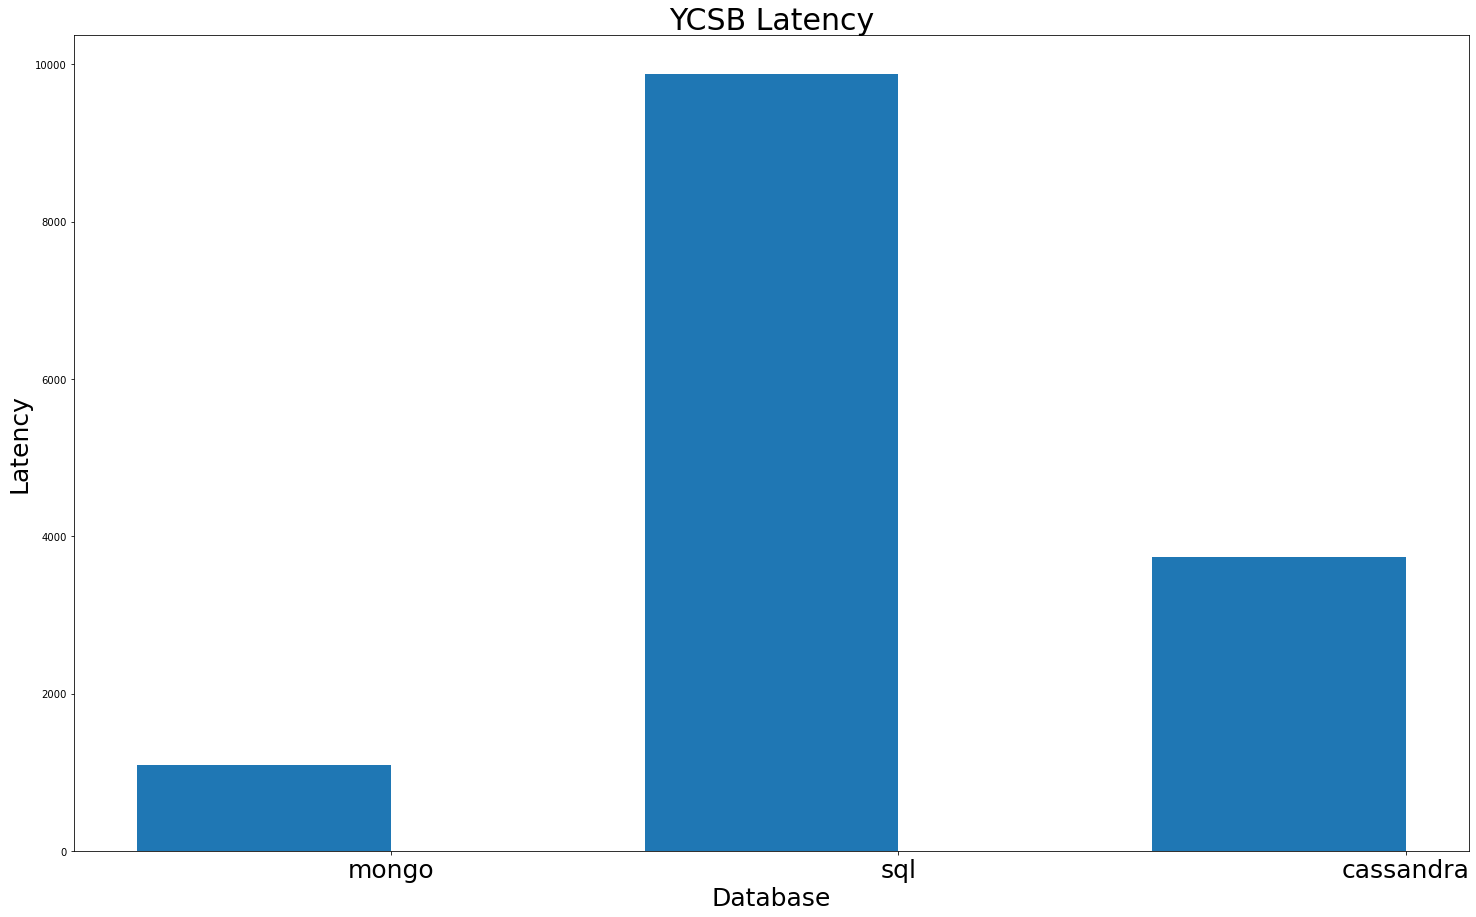 YCSB Latency
10000
8000
6000
4000
2000
0
Latency
mongo
sql
cassandra
Database